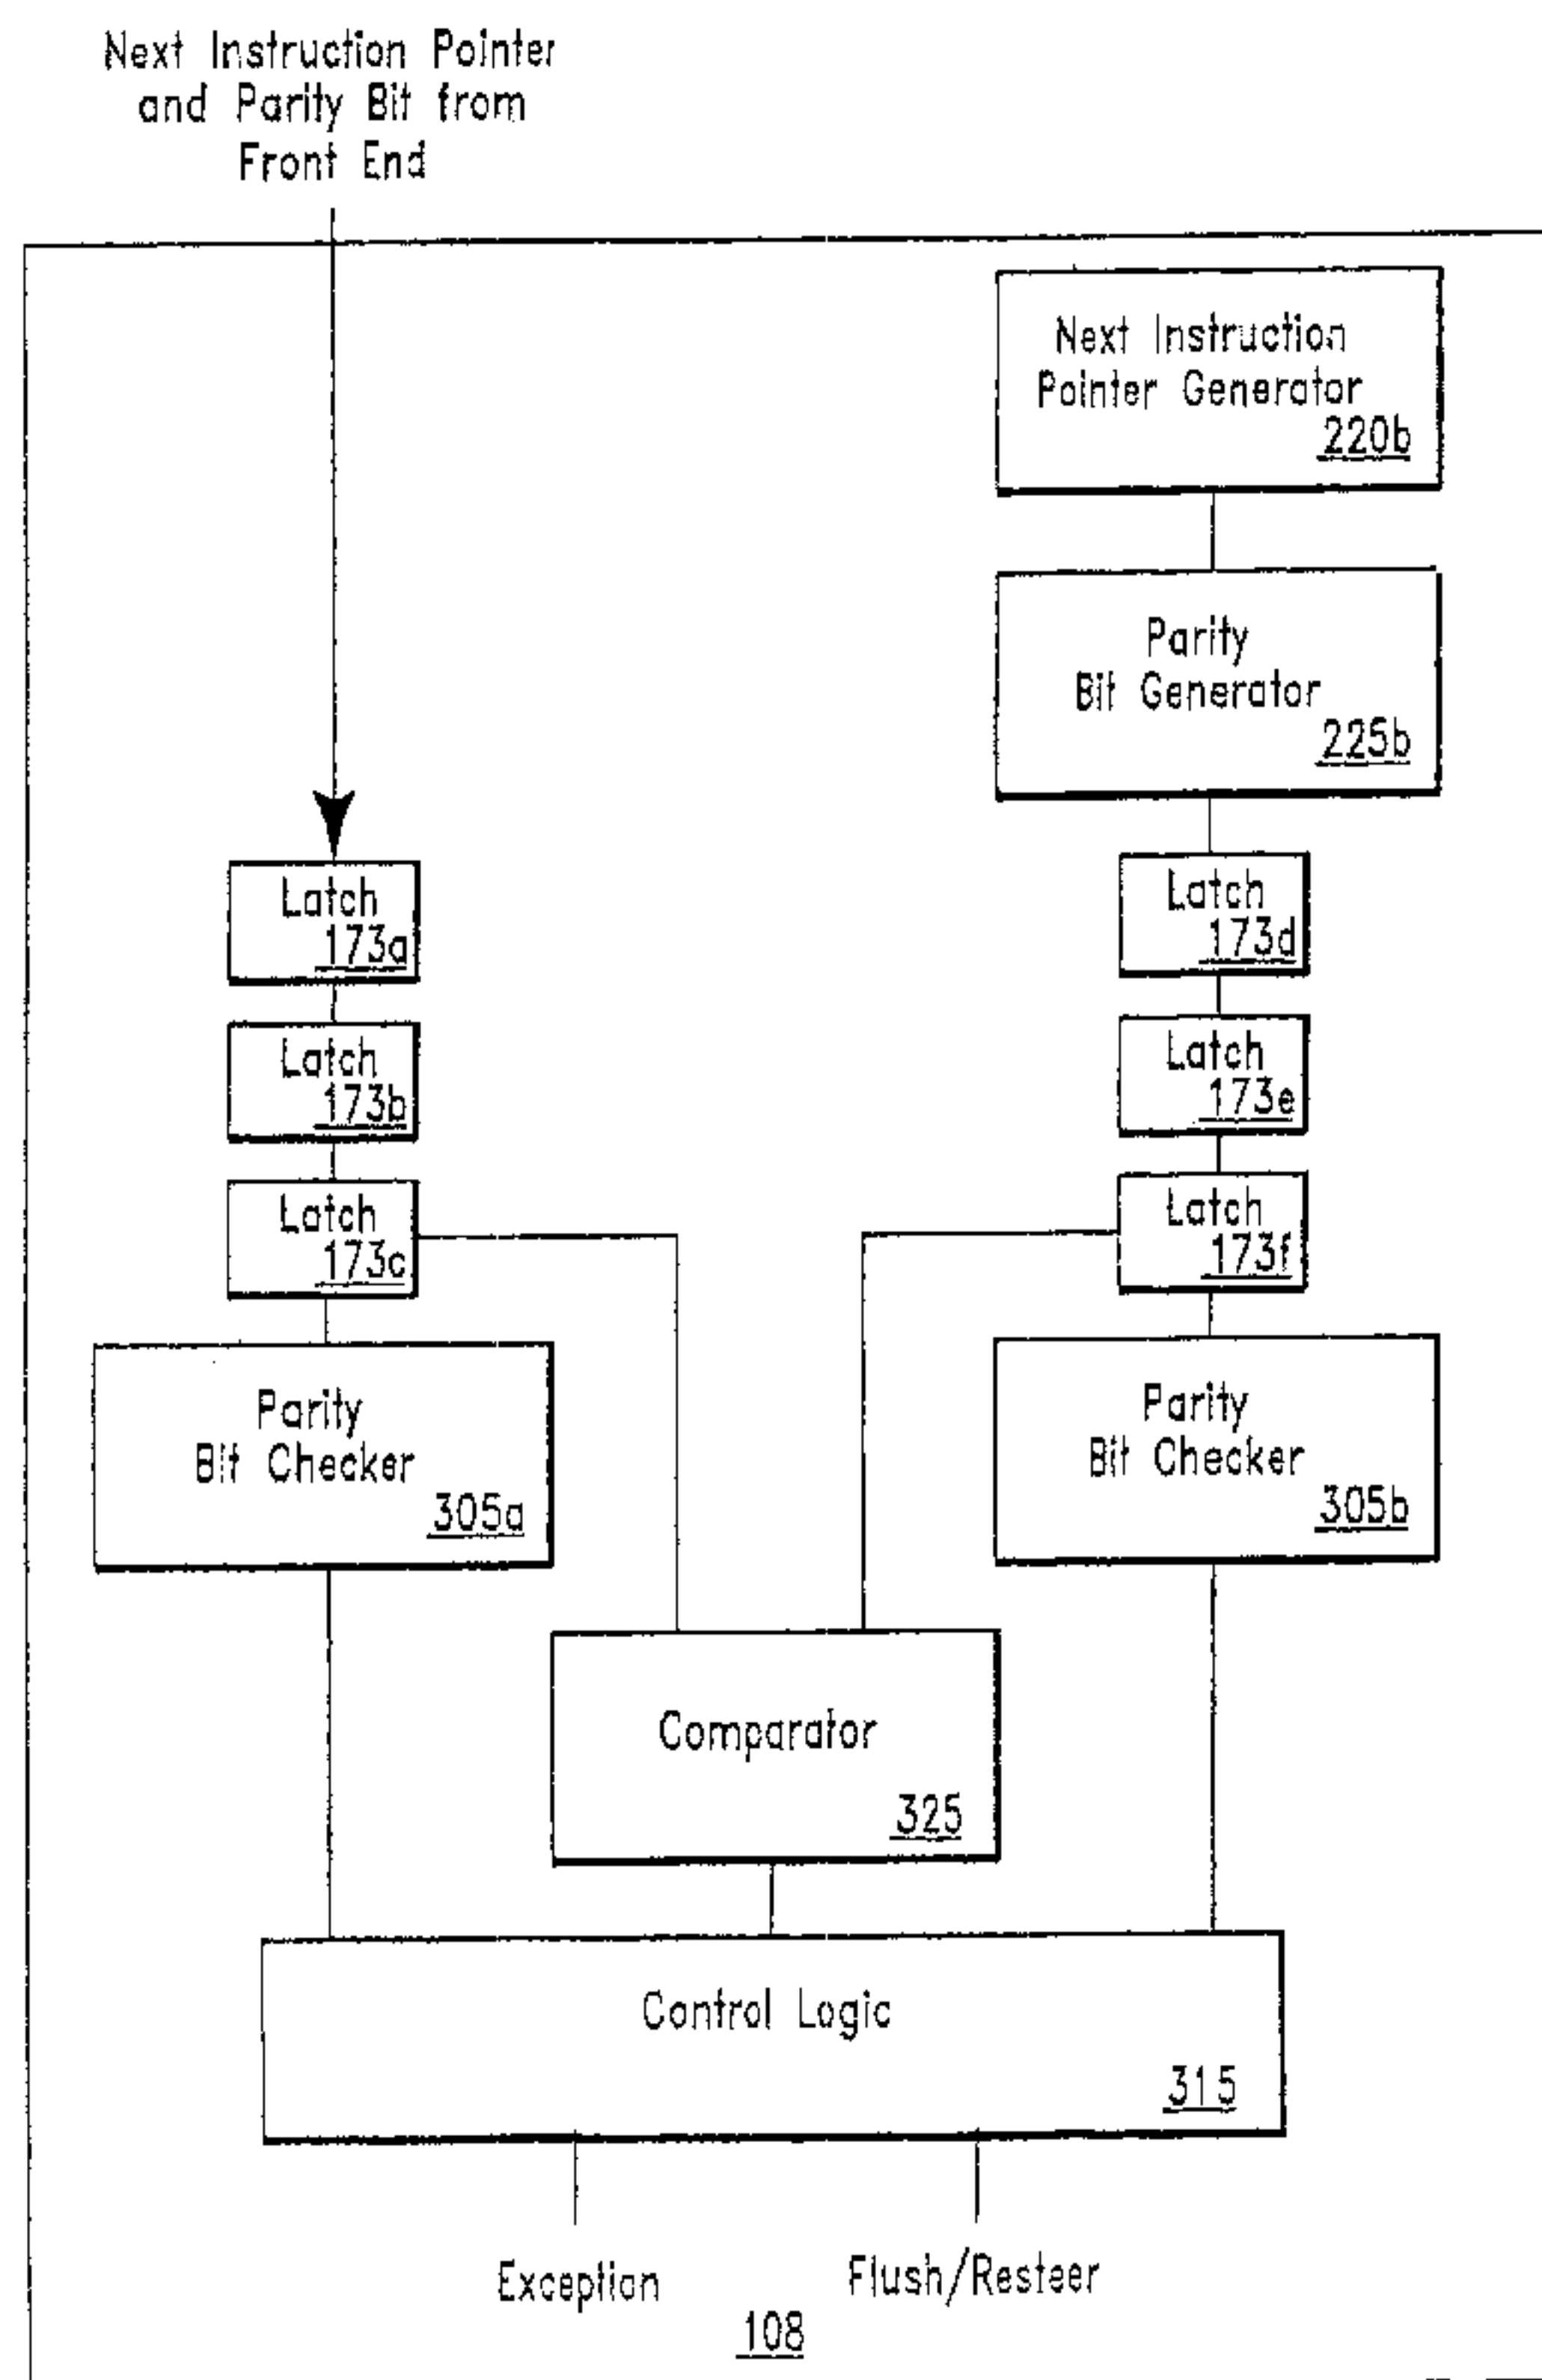 Next Instruction Pointer
and Parity Bit from
Front End
Next Instruction
Pointer Generator
220b
Parity
Bit Generator
225b
Latch
173a
Latch
173d
Latch
173b
Latch
173e
Latch
173c
Latch
173f
Parity
Bit Checker
305a
Parity
Bit Checker
305b
Comparator
325
Control Logic
315
Exception
Flush/Resteer
108